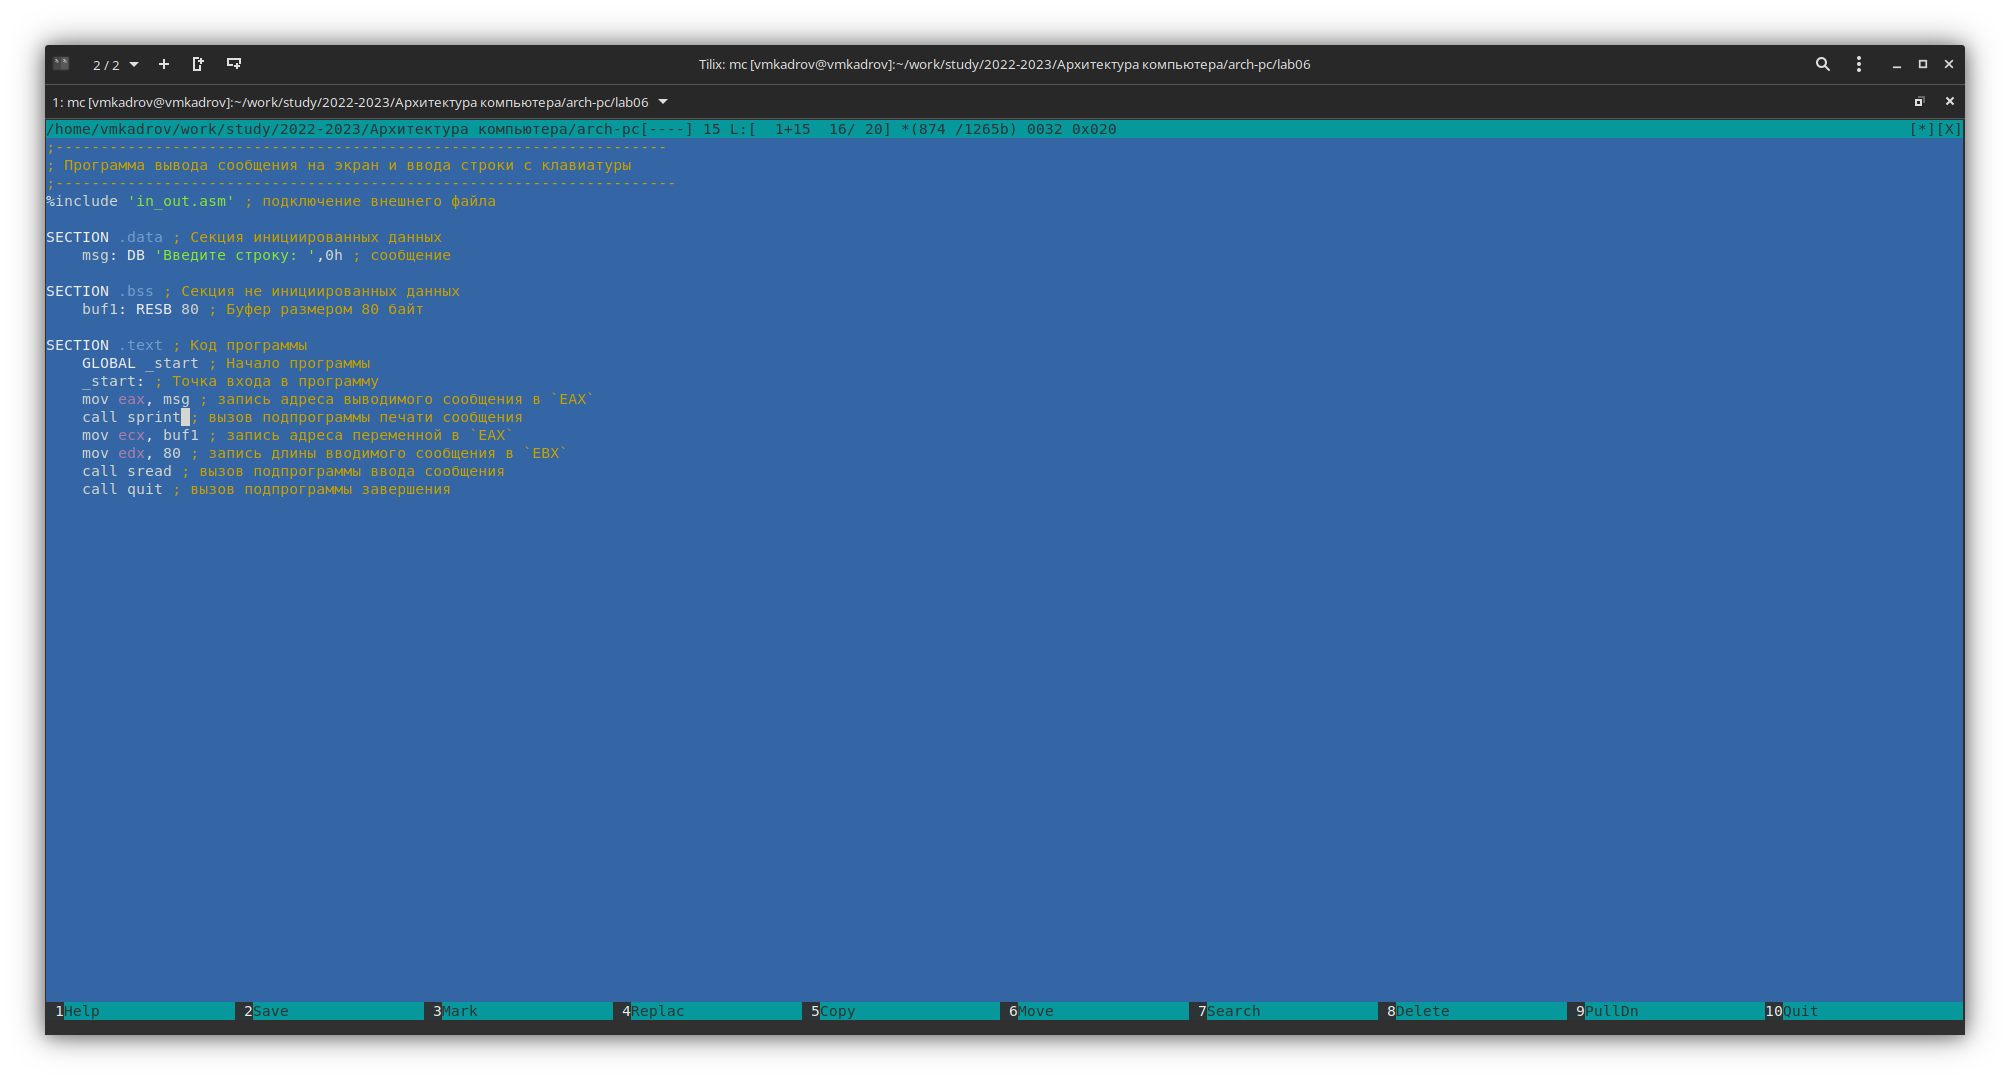 2 / 2
Tilix: mc [vmkadrov@vmkadrov]:~/work/study/2022-2023/Архитектура компьютера/arch-pc/lab06
1: mc [vmkadrov@vmkadrov]:~/work/study/2022-2023/Архитектура компьютера/arch-pc/lab06
/home/vmkadrov/work/study/2022-2023/Архитектура компьютера/arch-pc[----] 15 L:[  1+15  16/ 20] *(874 /1265b) 0032 0x020 [*][X]
;--------------------------------------------------------------------
; Программа вывода сообщения на экран и ввода строки с клавиатуры
;---------------------------------------------------------------------
%include 'in_out.asm' ; подключение внешнего файла
SECTION .data ; Секция инициированных данных
    msg: DB 'Введите строку: ',0h ; сообщение
SECTION .bss ; Секция не инициированных данных
    buf1: RESB 80 ; Буфер размером 80 байт
SECTION .text ; Код программы
    GLOBAL _start ; Начало программы
    _start: ; Точка входа в программу
    mov eax, msg ; запись адреса выводимого сообщения в `EAX`
    call sprint ; вызов подпрограммы печати сообщения
    mov ecx, buf1 ; запись адреса переменной в `EAX`
    mov edx, 80 ; запись длины вводимого сообщения в `EBX`
    call sread ; вызов подпрограммы ввода сообщения
    call quit ; вызов подпрограммы завершения
1Help 2Save 3Mark 4Replac 5Copy 6Move 7Search 8Delete 9PullDn 10Quit